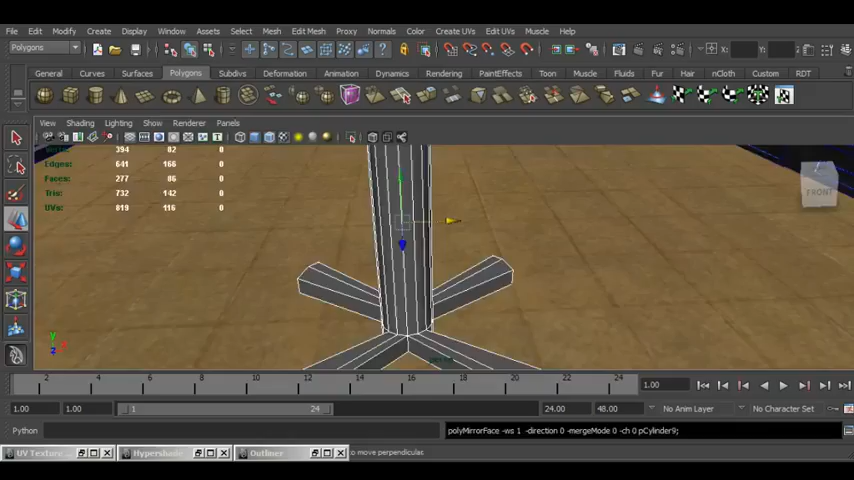 File Edit Modify Create Display Window Assets Select Mesh Edit Mesh Proxy Normals Color Create UVs Edit UVs Muscle Help
Polygons X: Y:
General Curves Surfaces Polygons Subdivs Deformation Animation Dynamics Rendering PaintEffects Toon Muscle Fluids Fur Hair nCloth Custom RDT
View Shading Lighting Show Renderer Panels
394 82 0
Edges: 641 166 0
Faces: 277 86 0
Tris: 732 142 0
UVs: 819 116 0
FRONT
persp
2 4 6 8 10 12 14 16 18 20 22 24 1.00
1.00 1.00 1 24 24.00 48.00 No Anim Layer No Character Set
Python polyMirrorFace -ws 1 -direction 0 -mergeMode 0 -ch 0 pCylinder9;
UV Texture Hypershade Outliner to move perpendicular